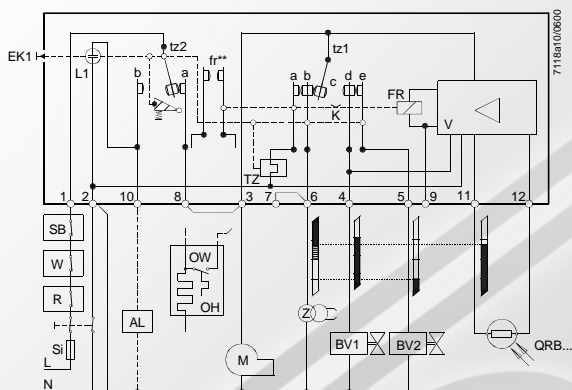 7118a10/0600
tz2
tz1
EK1
fr**
L1
b
a
a b
c
d e
FR
K
V
TZ
1 2 10 8 3 7 6 4 5 9 11 12
SB
W
R
Si
L
N
AL
OW
OH
M
Z
BV1
BV2
QRB...